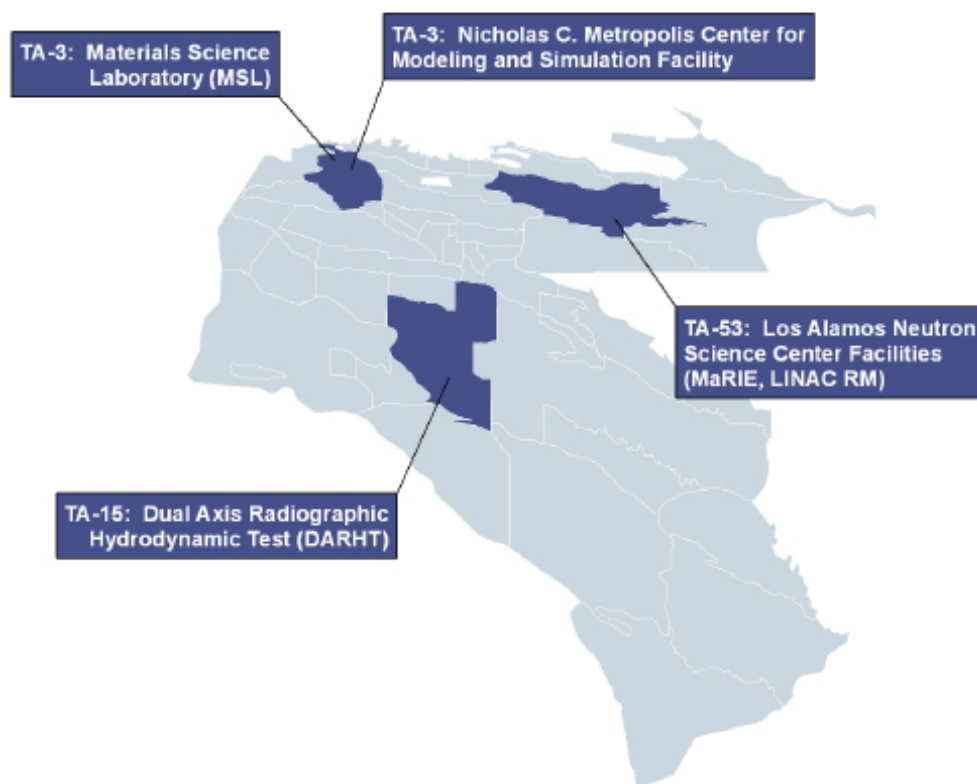 TA-3: Materials Science
Laboratory (MSL)
TA-3: Nicholas C. Metropolis Center for
Modeling and Simulation Facility
TA-53: Los Alamos Neutron
Science Center Facilities
(MaRIE, LINAC RM)
TA-15: Dual Axis Radiographic
Hydrodynamic Test (DARHT)